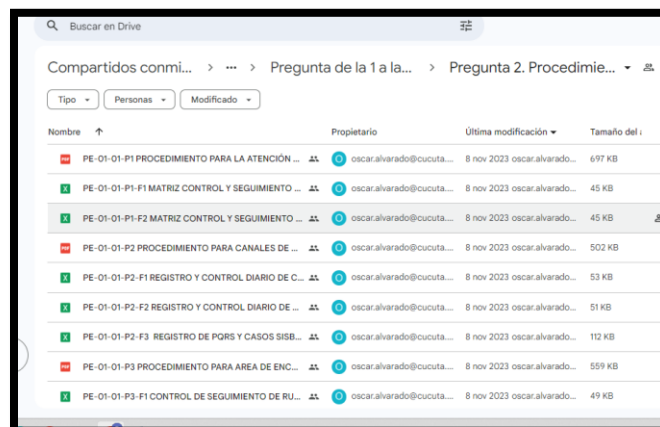 Buscar en Drive
Compartidos conmi... > ... > Pregunta de la 1 a la... > Pregunta 2. Procedimie...
Tipo Personas Modificado
Nombre Propietario Última modificación Tamaño del
PE-01-01-P1 PROCEDIMIENTO PARA LA ATENCIÓN ... oscar.alvarado@cucuta.... 8 nov 2023 oscar.alvarado... 697 KB
PE-01-01-P1-F1 MATRIZ CONTROL Y SEGUIMIENTO ... oscar.alvarado@cucuta.... 8 nov 2023 oscar.alvarado... 45 KB
PE-01-01-P1-F2 MATRIZ CONTROL Y SEGUIMIENTO ... oscar.alvarado@cucuta.... 8 nov 2023 oscar.alvarado... 45 KB
PE-01-01-P2 PROCEDIMIENTO PARA CANALES DE ... oscar.alvarado@cucuta.... 8 nov 2023 oscar.alvarado... 502 KB
PE-01-01-P2-F1 REGISTRO Y CONTROL DIARIO DE C... oscar.alvarado@cucuta.... 8 nov 2023 oscar.alvarado... 53 KB
PE-01-01-P2-F2 REGISTRO Y CONTROL DIARIO DE ... oscar.alvarado@cucuta.... 8 nov 2023 oscar.alvarado... 51 KB
PE-01-01-P2-F3 REGISTRO DE PQRS Y CASOS SISB... oscar.alvarado@cucuta.... 8 nov 2023 oscar.alvarado... 112 KB
PE-01-01-P3 PROCEDIMIENTO PARA AREA DE ENC... oscar.alvarado@cucuta.... 8 nov 2023 oscar.alvarado... 559 KB
PE-01-01-P3-F1 CONTROL DE SEGUIMIENTO DE RU... oscar.alvarado@cucuta.... 8 nov 2023 oscar.alvarado... 49 KB